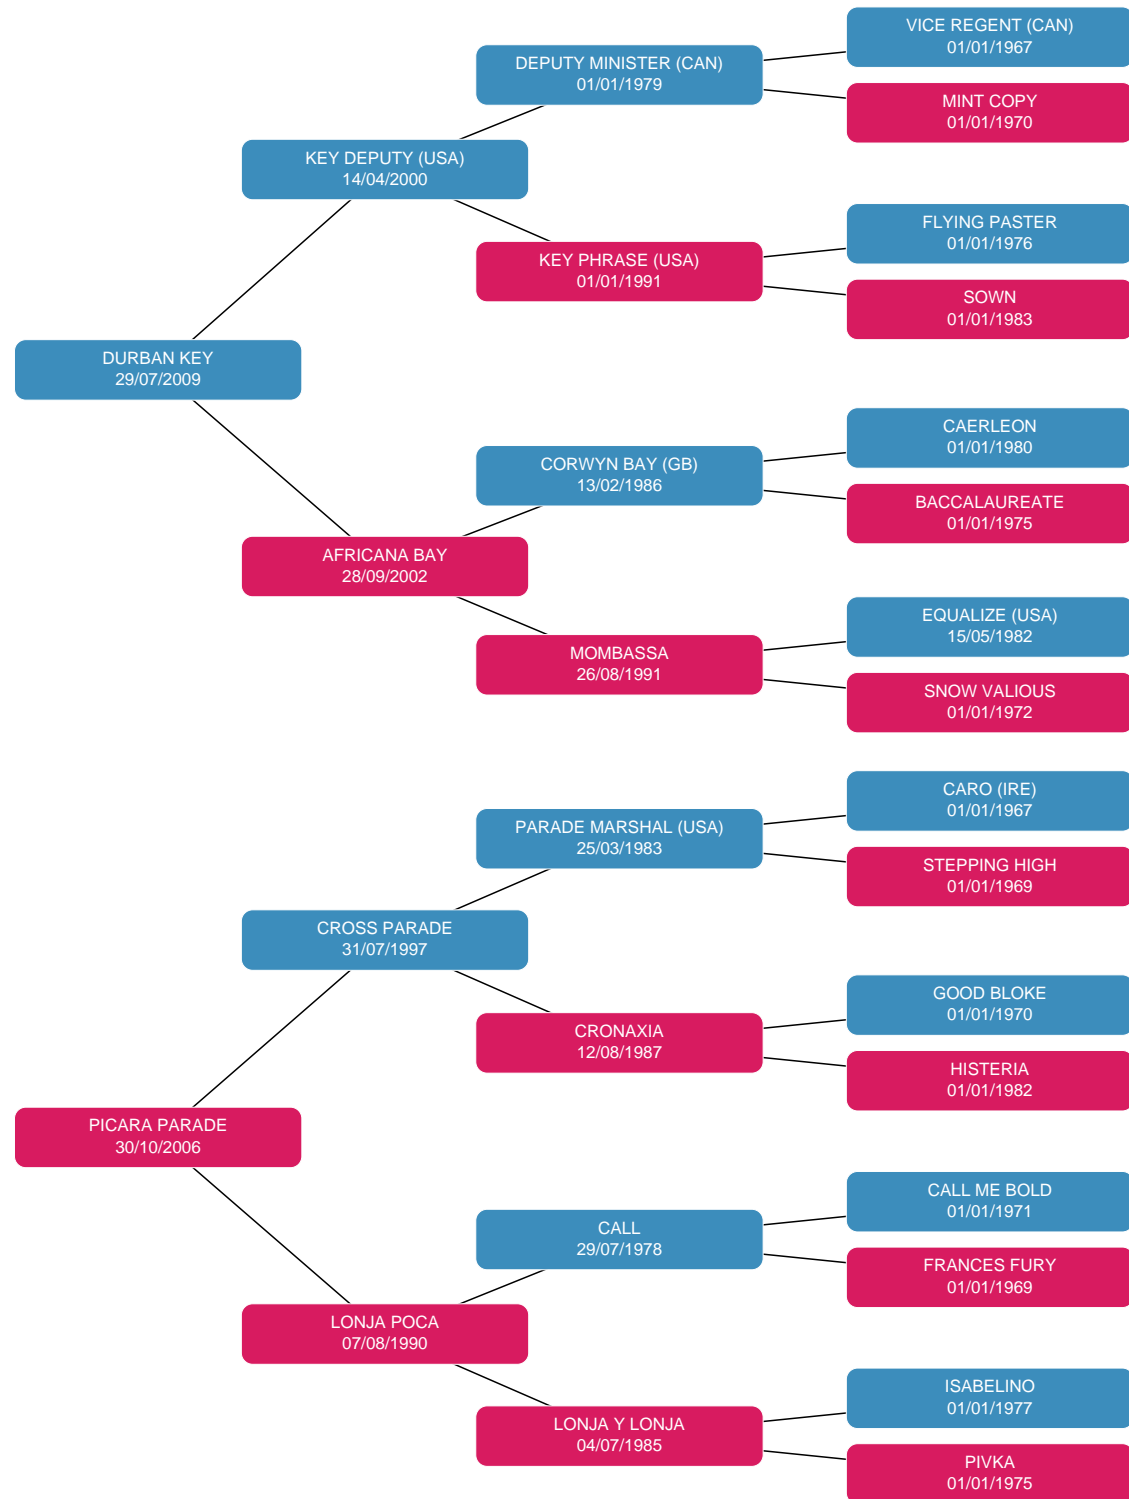 VICE REGENT (CAN)
01/01/1967
DEPUTY MINISTER (CAN)
01/01/1979
MINT COPY
01/01/1970
KEY DEPUTY (USA)
14/04/2000
FLYING PASTER
01/01/1976
KEY PHRASE (USA)
01/01/1991
SOWN
01/01/1983
DURBAN KEY
29/07/2009
CAERLEON
01/01/1980
CORWYN BAY (GB)
13/02/1986
BACCALAUREATE
01/01/1975
AFRICANA BAY
28/09/2002
EQUALIZE (USA)
15/05/1982
MOMBASSA
26/08/1991
SNOW VALIOUS
01/01/1972
CARO (IRE)
01/01/1967
PARADE MARSHAL (USA)
25/03/1983
STEPPING HIGH
01/01/1969
CROSS PARADE
31/07/1997
GOOD BLOKE
01/01/1970
CRONAXIA
12/08/1987
HISTERIA
01/01/1982
PICARA PARADE
30/10/2006
CALL ME BOLD
01/01/1971
CALL
29/07/1978
FRANCES FURY
01/01/1969
LONJA POCA
07/08/1990
ISABELINO
01/01/1977
LONJA Y LONJA
04/07/1985
PIVKA
01/01/1975